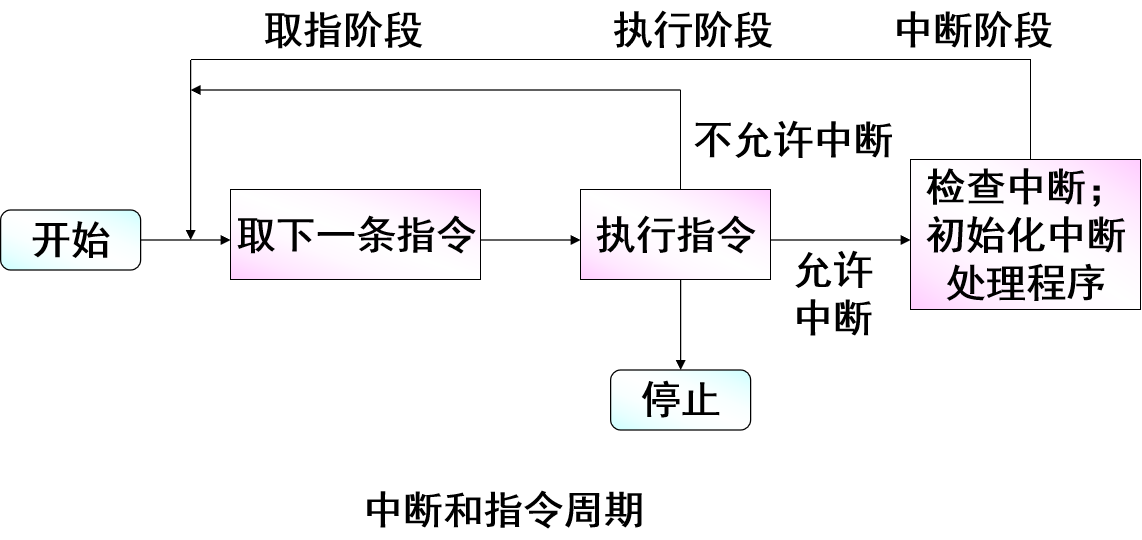 取指阶段
执行阶段
中断阶段
不允许中断
开始
取下一条指令
执行指令
允许
中断
检查中断；
初始化中断
处理程序
停止
中断和指令周期